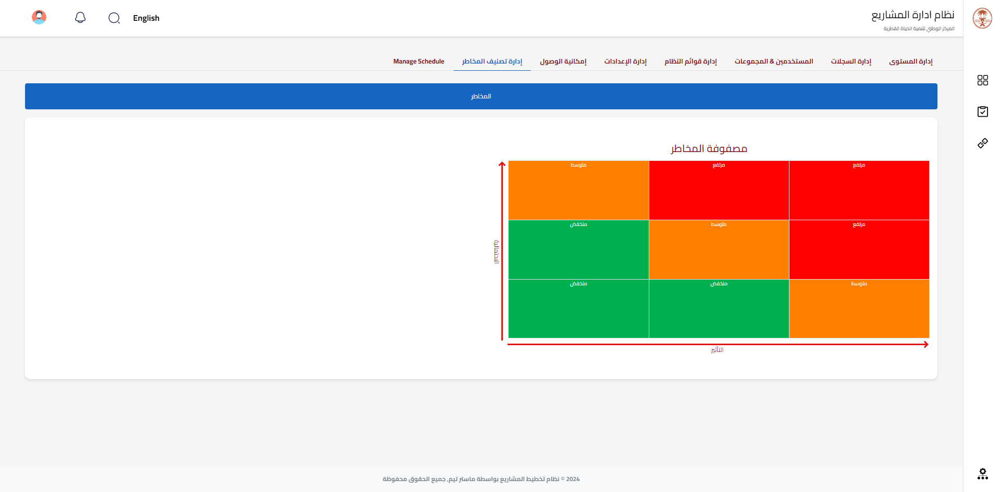 نظام ادارة المشاريع
المركز الوطني لتنمية الحياة الفطرية
English
إدارة المستوى
إدارة السجلات
المستخدمين & المجموعات
إدارة قوائم النظام
إدارة الإعدادات
إمكانية الوصول
إدارة تصنيف المخاطر
Manage Schedule
المخاطر
مصفوفة المخاطر
مرتفع
مرتفع
متوسط
مرتفع
متوسط
منخفض
متوسط
منخفض
منخفض
الاحتمالية
التأثير
2024 © نظام تخطيط المشاريع بواسطة ماستر تيم, جميع الحقوق محفوظة